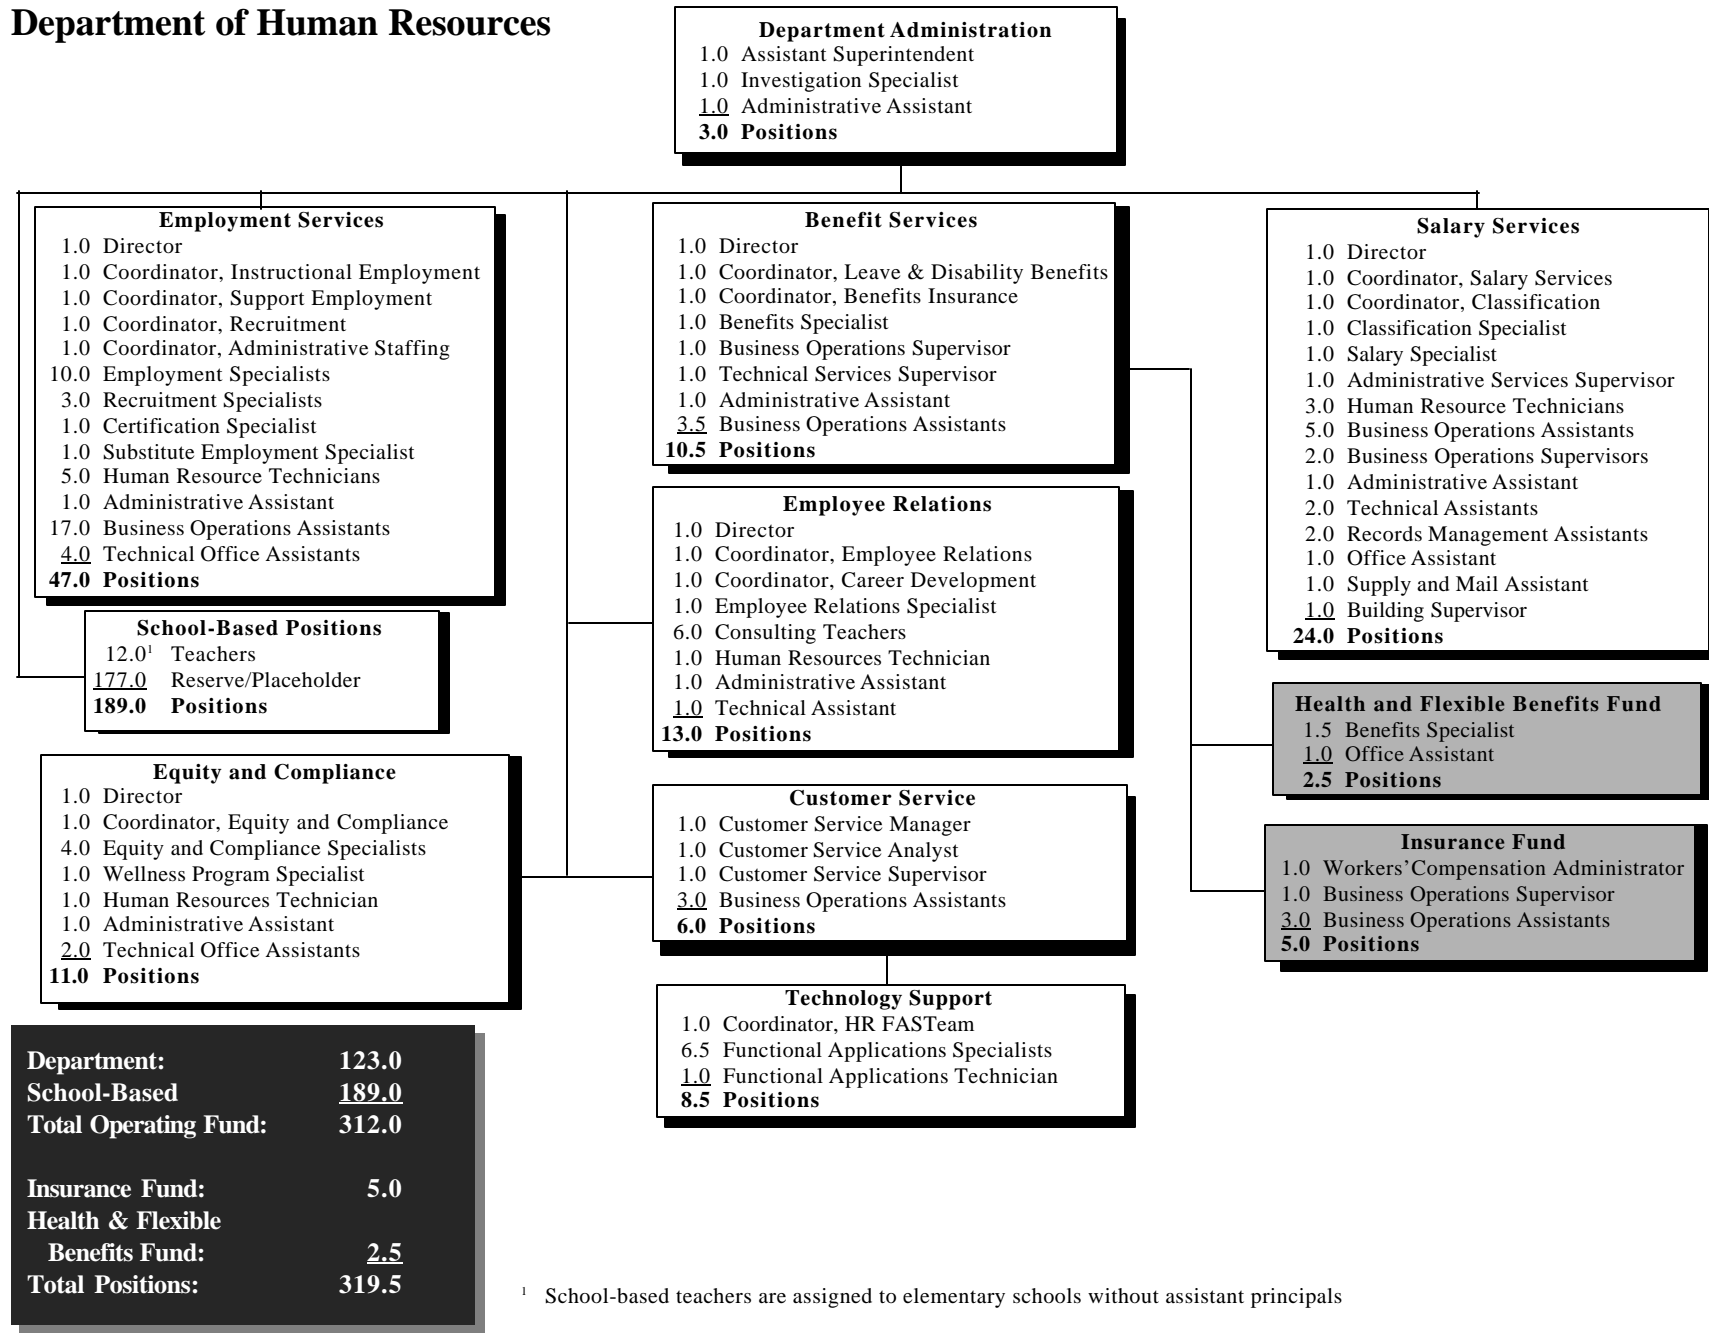 Department of Human Resources
Department Administration
1.0 Assistant Superintendent
1.0 Investigation Specialist
1.0 Administrative Assistant
3.0 Positions
Employment Services
1.0 Director
1.0 Coordinator, Instructional Employment
1.0 Coordinator, Support Employment
1.0 Coordinator, Recruitment
1.0 Coordinator, Administrative Staffing
10.0 Employment Specialists
3.0 Recruitment Specialists
1.0 Certification Specialist
1.0 Substitute Employment Specialist
5.0 Human Resource Technicians
1.0 Administrative Assistant
17.0 Business Operations Assistants
4.0 Technical Office Assistants
47.0 Positions
School-Based Positions
12.0¹ Teachers
177.0 Reserve/Placeholder
189.0 Positions
Equity and Compliance
1.0 Director
1.0 Coordinator, Equity and Compliance
4.0 Equity and Compliance Specialists
1.0 Wellness Program Specialist
1.0 Human Resources Technician
1.0 Administrative Assistant
2.0 Technical Office Assistants
11.0 Positions
Benefit Services
1.0 Director
1.0 Coordinator, Leave & Disability Benefits
1.0 Coordinator, Benefits Insurance
1.0 Benefits Specialist
1.0 Business Operations Supervisor
1.0 Technical Services Supervisor
1.0 Administrative Assistant
3.5 Business Operations Assistants
10.5 Positions
Employee Relations
1.0 Director
1.0 Coordinator, Employee Relations
1.0 Coordinator, Career Development
1.0 Employee Relations Specialist
6.0 Consulting Teachers
1.0 Human Resources Technician
1.0 Administrative Assistant
1.0 Technical Assistant
13.0 Positions
Customer Service
1.0 Customer Service Manager
1.0 Customer Service Analyst
1.0 Customer Service Supervisor
3.0 Business Operations Assistants
6.0 Positions
Technology Support
1.0 Coordinator, HR FASTeam
6.5 Functional Applications Specialists
1.0 Functional Applications Technician
8.5 Positions
Salary Services
1.0 Director
1.0 Coordinator, Salary Services
1.0 Coordinator, Classification
1.0 Classification Specialist
1.0 Salary Specialist
1.0 Administrative Services Supervisor
3.0 Human Resource Technicians
5.0 Business Operations Assistants
2.0 Business Operations Supervisors
1.0 Administrative Assistant
2.0 Technical Assistants
2.0 Records Management Assistants
1.0 Office Assistant
1.0 Supply and Mail Assistant
1.0 Building Supervisor
24.0 Positions
Health and Flexible Benefits Fund
1.5 Benefits Specialist
1.0 Office Assistant
2.5 Positions
Insurance Fund
1.0 Workers'Compensation Administrator
1.0 Business Operations Supervisor
3.0 Business Operations Assistants
5.0 Positions
Department: 123.0
School-Based 189.0
Total Operating Fund: 312.0
Insurance Fund: 5.0
Health & Flexible
Benefits Fund: 2.5
Total Positions: 319.5
¹ School-based teachers are assigned to elementary schools without assistant principals